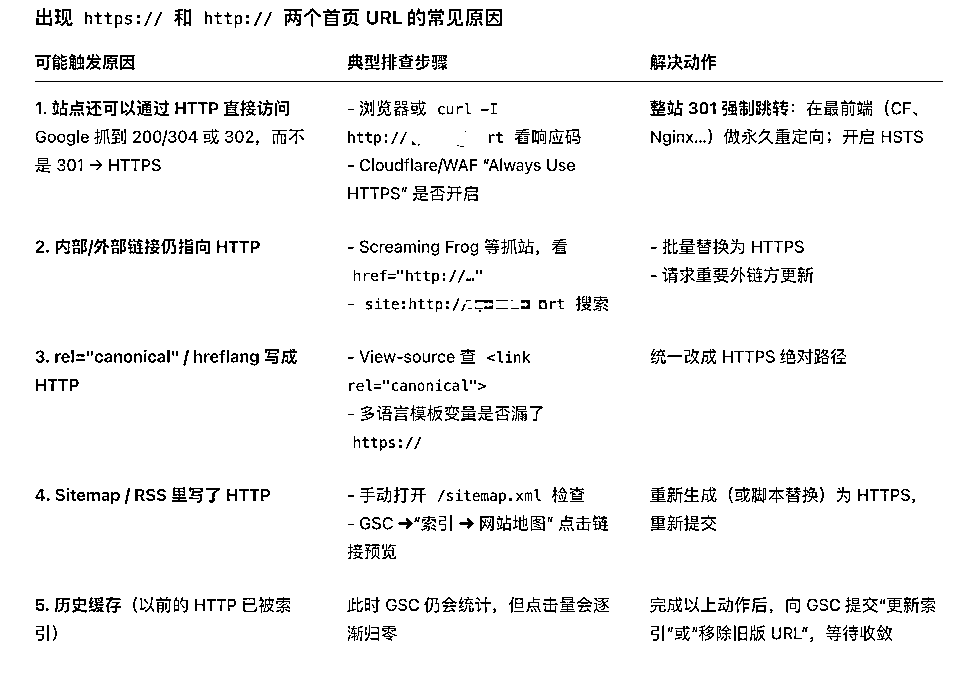 出现 https:// 和 http:// 两个首页 URL 的常见原因
可能触发原因
典型排查步骤
解决动作
1. 站点还可以通过 HTTP 直接访问
Google 抓到 200/304 或 302，而不
是 301 → HTTPS
- 浏览器或 curl -I
http:// rt 看响应码
- Cloudflare/WAF “Always Use
HTTPS” 是否开启
整站 301 强制跳转：在最前端（CF、
Nginx…）做永久重定向；开启 HSTS
2. 内部/外部链接仍指向 HTTP
- Screaming Frog 等抓站，看
href="http://…"
- site:http:/ rt 搜索
- 批量替换为 HTTPS
- 请求重要外链方更新
3. rel="canonical" / hreflang 写成
HTTP
- View-source 查 <link
rel="canonical">
- 多语言模板变量是否漏了
https://
统一改成 HTTPS 绝对路径
4. Sitemap / RSS 里写了 HTTP
- 手动打开 /sitemap.xml 检查
- GSC ➜“索引 ➜ 网站地图” 点击链
接预览
重新生成（或脚本替换）为 HTTPS，
重新提交
5. 历史缓存（以前的 HTTP 已被索
引）
此时 GSC 仍会统计，但点击量会逐
渐归零
完成以上动作后，向 GSC 提交“更新索
引”或“移除旧版 URL”，等待收敛